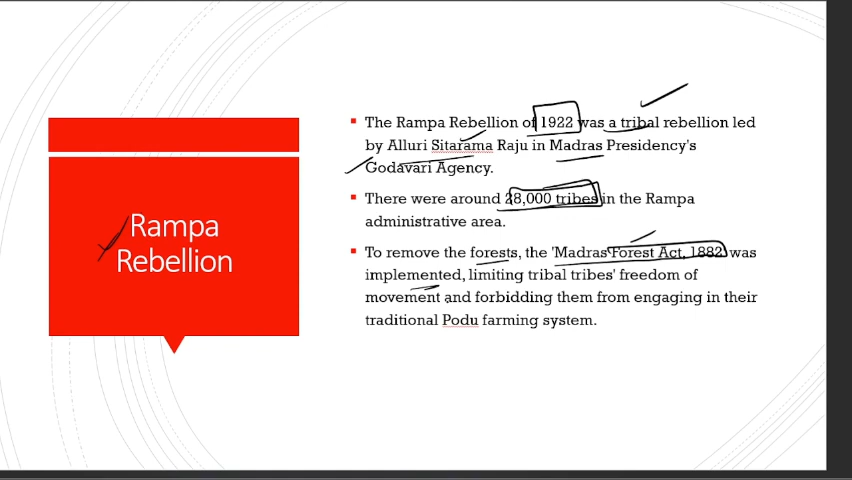 Rampa
Rebellion
The Rampa Rebellion of 1922 was a tribal rebellion led
by Alluri Sitarama Raju in Madras Presidency's
Godavari Agency.
There were around 28,000 tribes in the Rampa
administrative area.
To remove the forests, the 'Madras Forest Act, 1882' was
implemented, limiting tribal tribes' freedom of
movement and forbidding them from engaging in their
traditional Podu farming system.